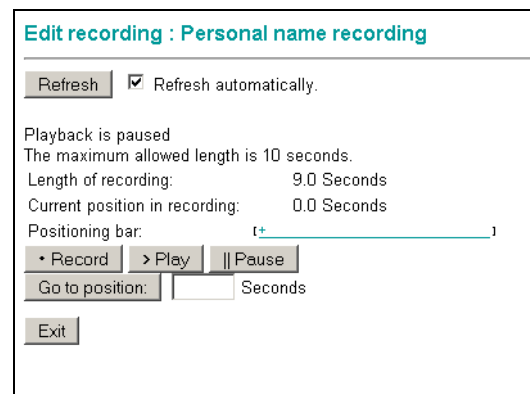 Edit recording : Personal name recording
Refresh Refresh automatically.
Playback is paused
The maximum allowed length is 10 seconds.
Length of recording: 9.0 Seconds
Current position in recording: 0.0 Seconds
Positioning bar: [+ ]
• Record > Play || Pause
Go to position: Seconds
Exit